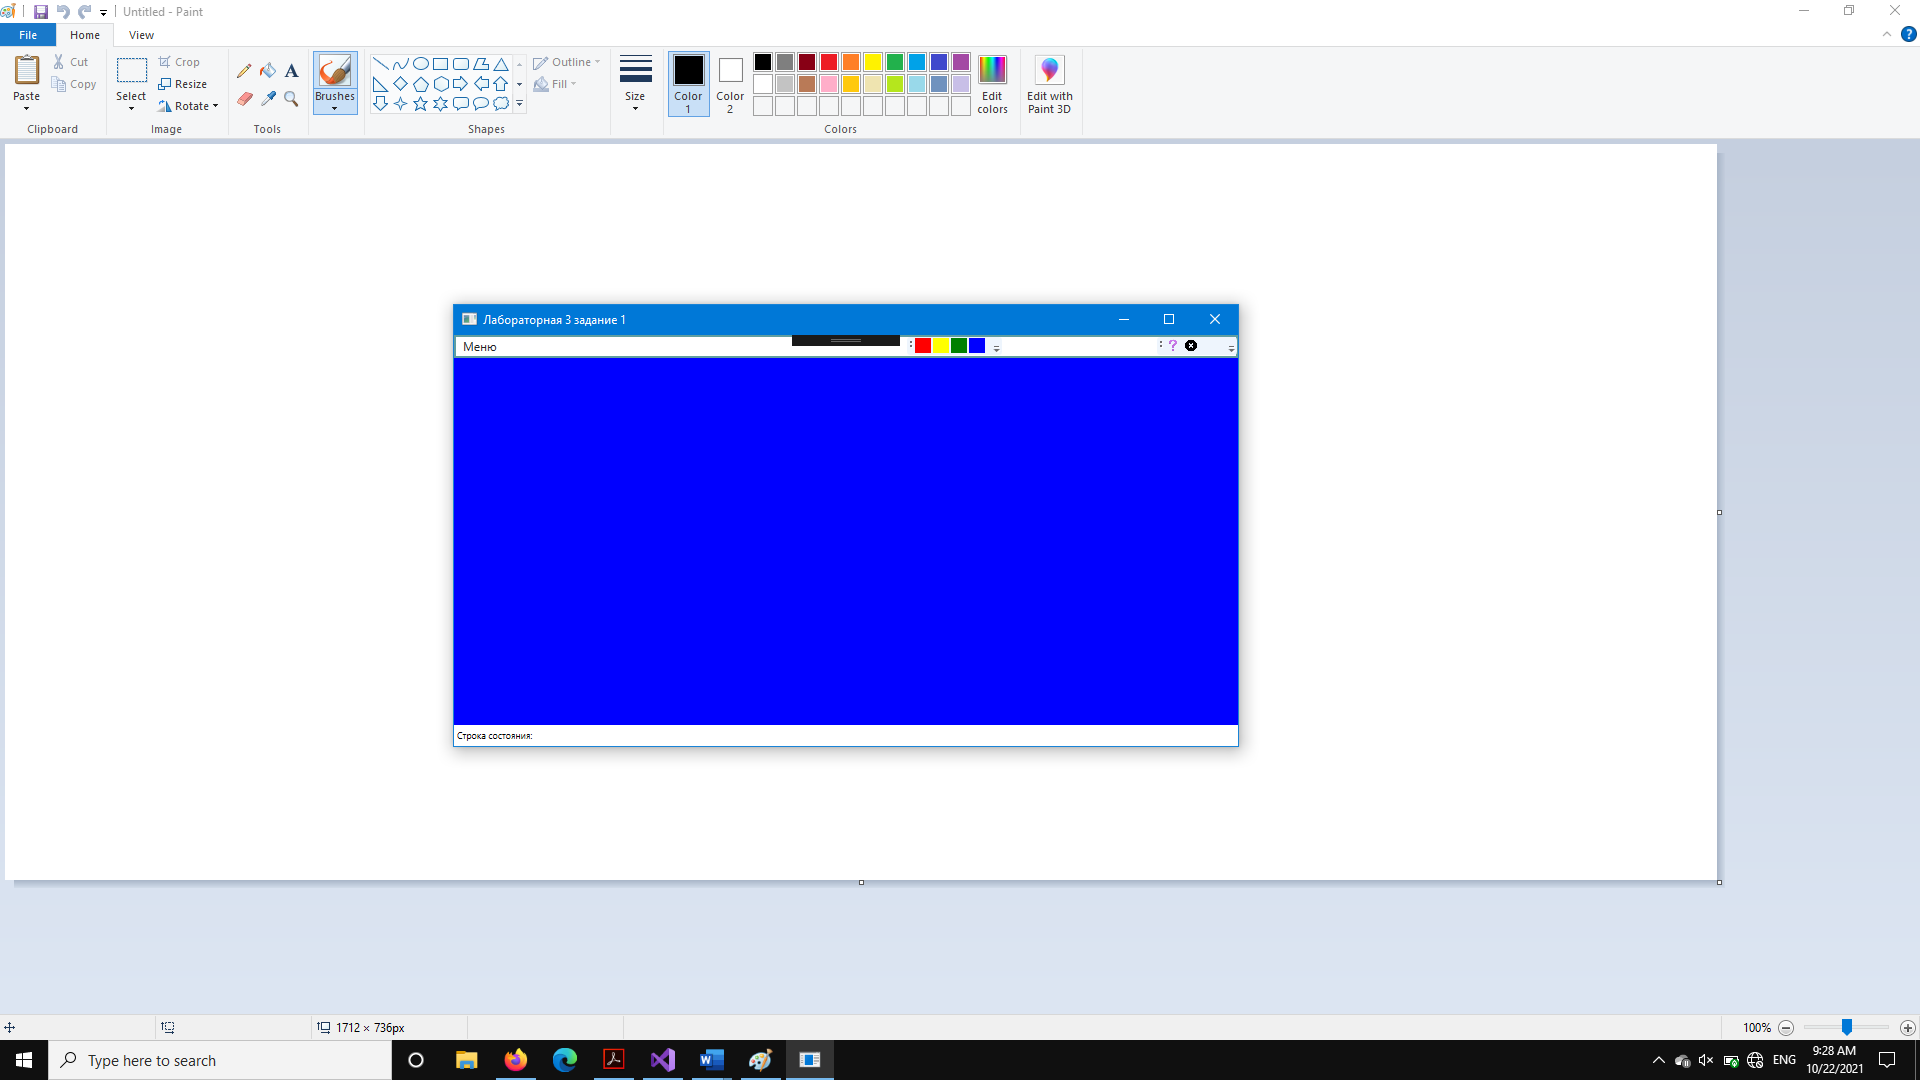 Untitled - Paint
File Home View
Paste
Cut
Copy
Clipboard
Select
Crop
Resize
Rotate
Image
A
Tools
Brushes
Shapes
Outline
Fill
Size
Color 1
Color 2
Colors
Edit colors
Edit with Paint 3D
?
Лабораторная 3 задание 1
Меню
?
Строка состояния:
1712 × 736px
100%
Type here to search
ENG
9:28 AM
10/22/2021